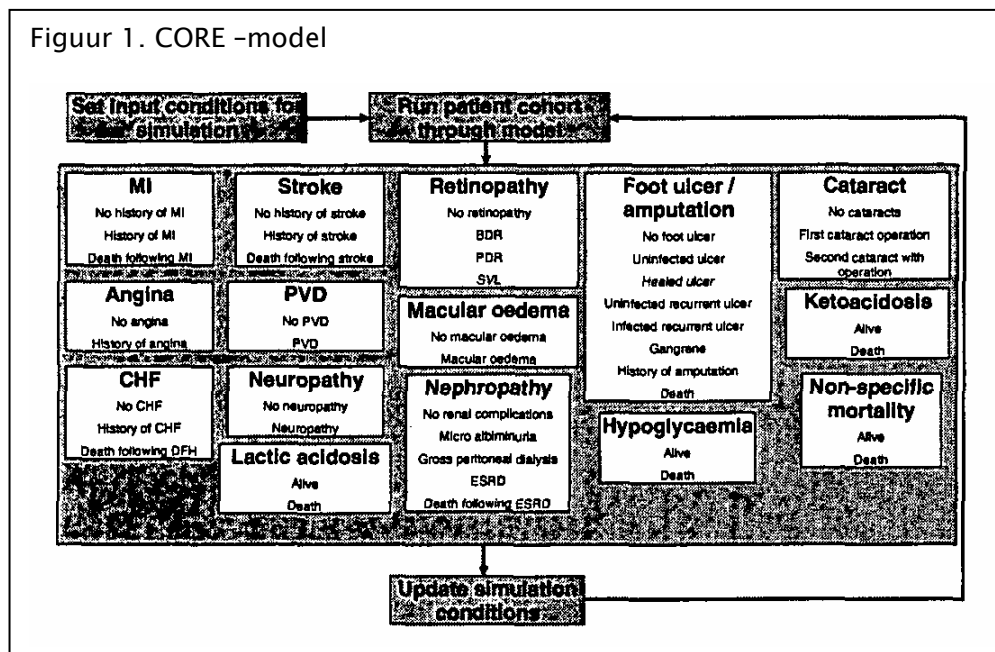 Figuur 1. CORE –model
Set input conditions for
our simulation
Run patient cohort
through model
MI
No history of MI
History of MI
Death following MI
Stroke
No history of stroke
History of stroke
Death following stroke
Retinopathy
No retinopathy
BDR
PDR
SVL
Foot ulcer /
amputation
No foot ulcer
Uninfected ulcer
Healed ulcer
Uninfected recurrent ulcer
Infected recurrent ulcer
Gangrene
History of amputation
Death
Cataract
No cataracts
First cataract operation
Second cataract with
operation
Angina
No angina
History of angina
PVD
No PVD
PVD
Macular oedema
No macular oedema
Macular oedema
Ketoacidosis
Alive
Death
CHF
No CHF
History of CHF
Death following DFH
Neuropathy
No neuropathy
Neuropathy
Nephropathy
No renal complications
Micro albiminuria
Gross peritoneal dialysis
ESRD
Death following ESRD
Hypoglycaemia
Alive
Death
Non-specific
mortality
Alive
Death
Lactic acidosis
Alive
Death
Update simulation
conditions